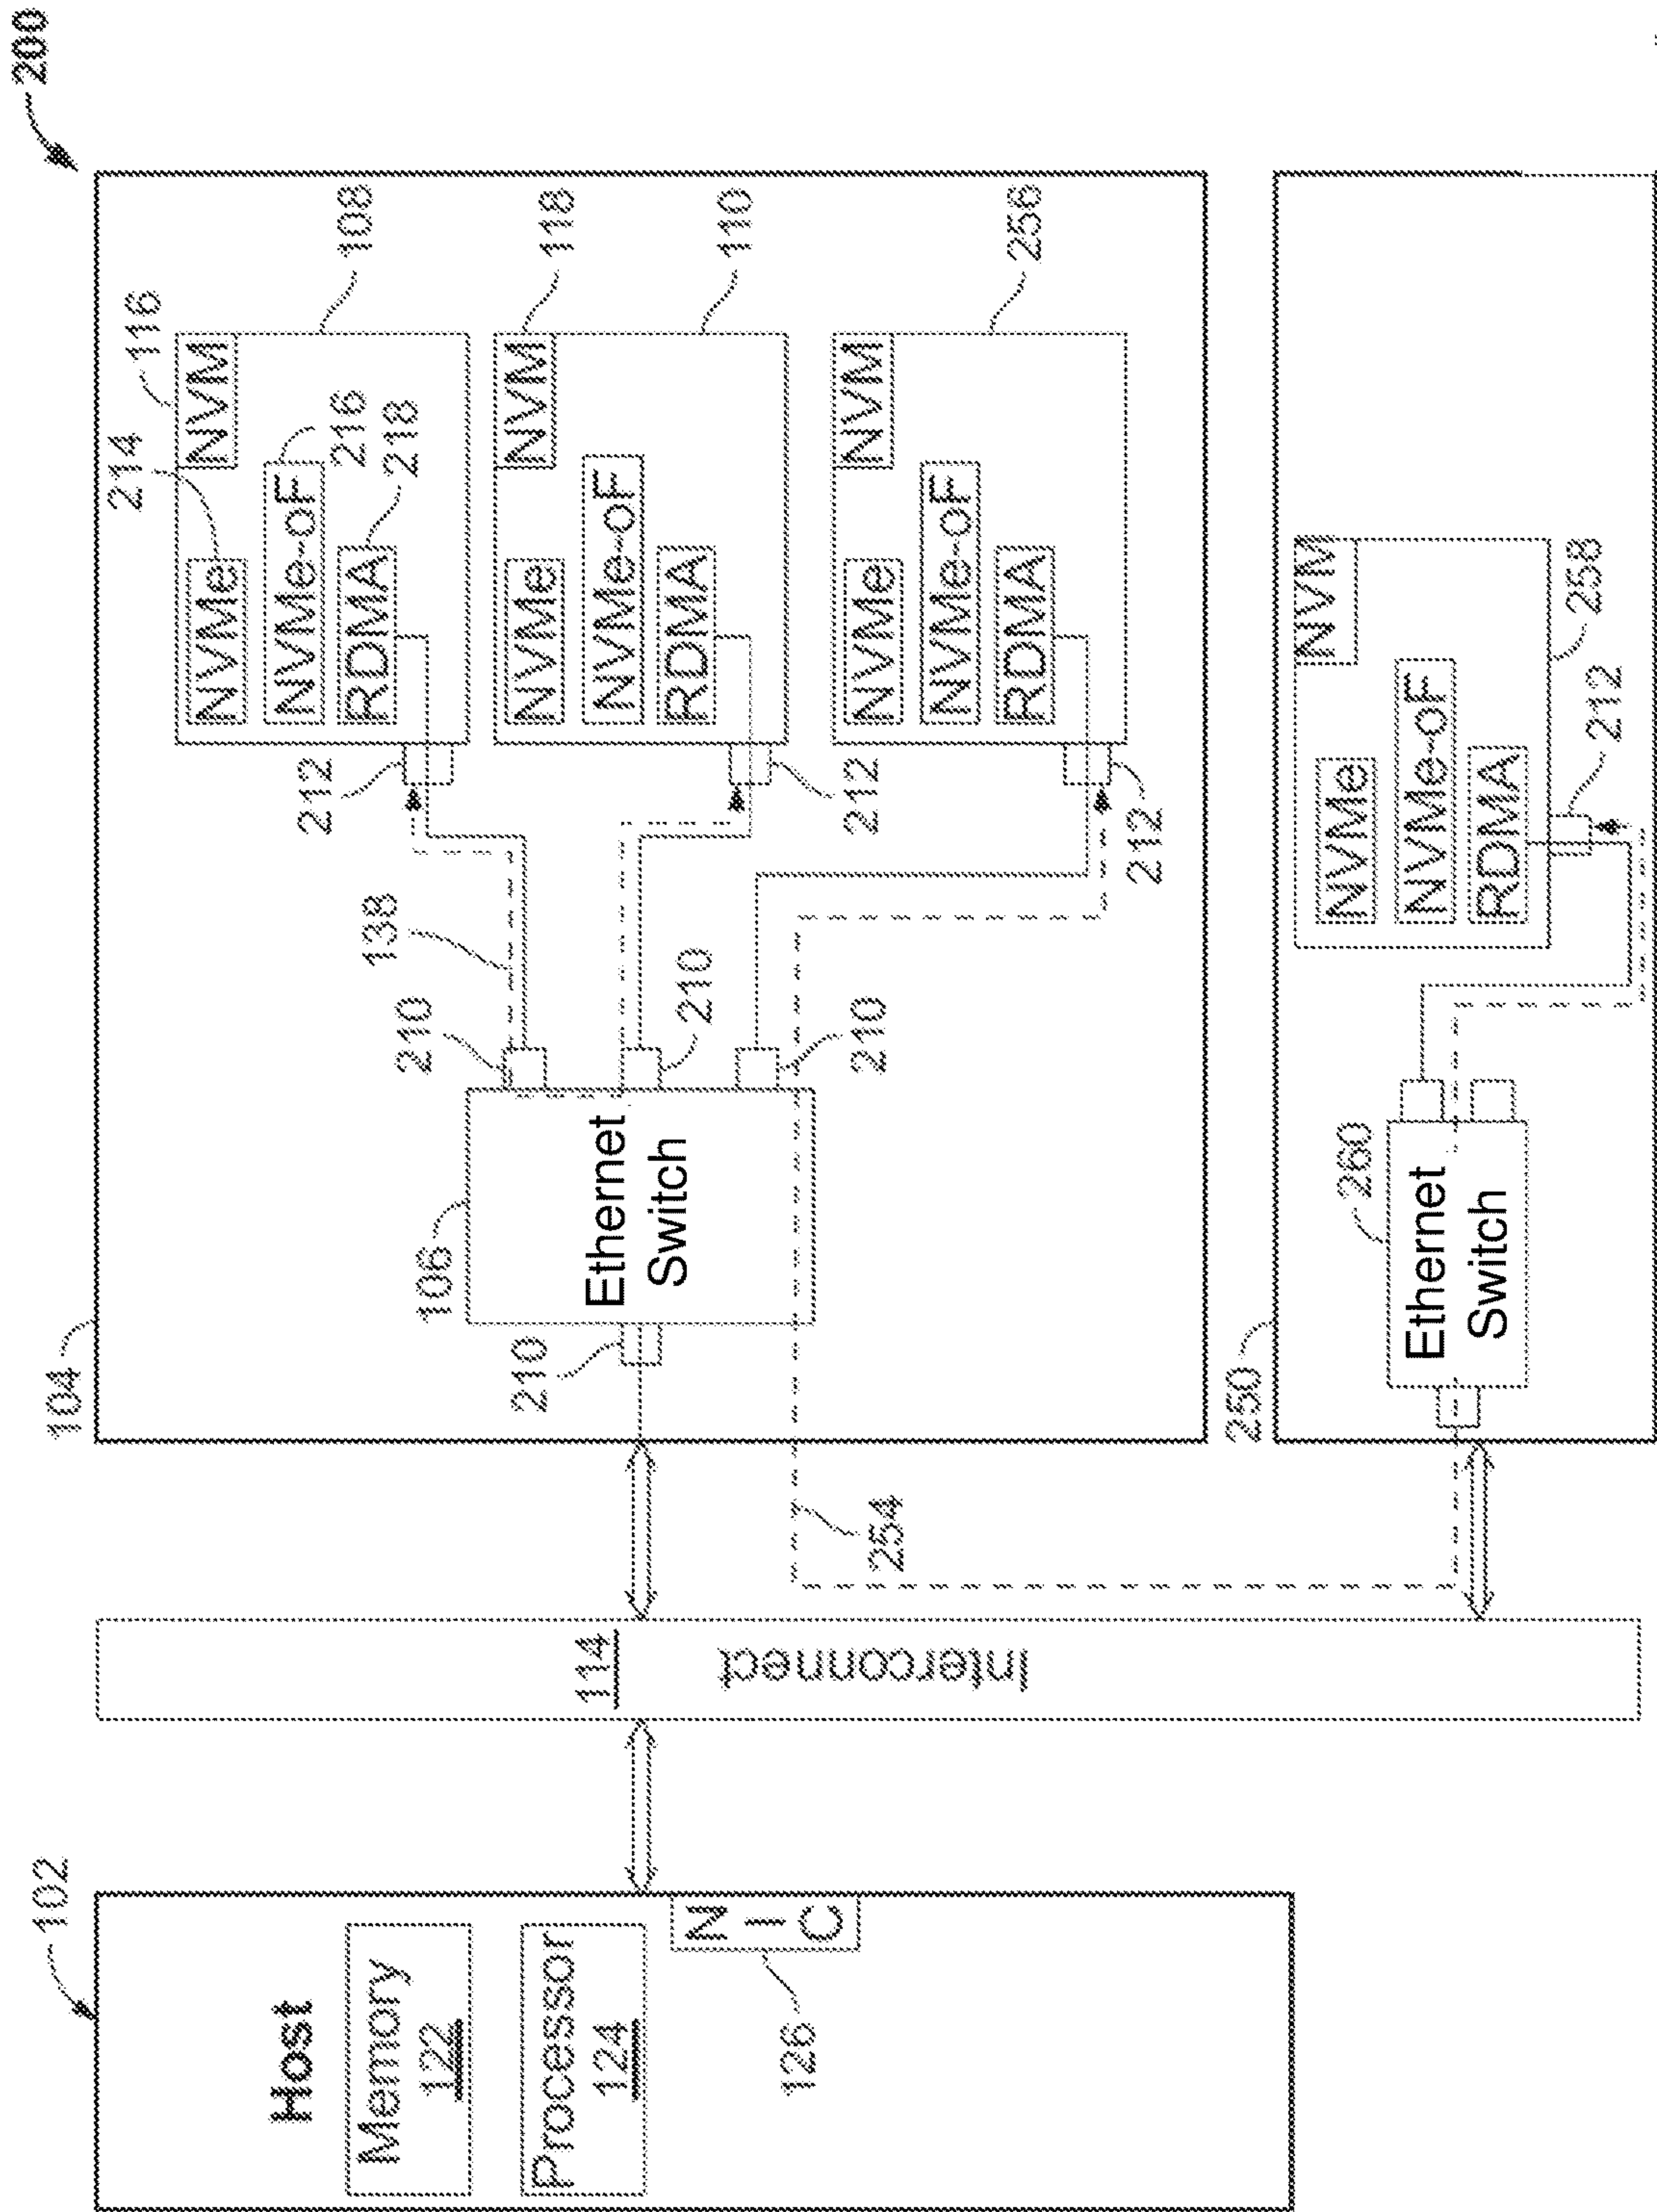 200
102
Host
Memory
122
Processor
124
NIC
126
114
Interconnect
104
106
Ethernet
Switch
210
210
210
210
138
254
212
212
212
116
214
NVMe
NVM
NVMe-oF
216
RDMA
218
108
118
NVMe
NVM
NVMe-oF
RDMA
110
NVMe
NVM
NVMe-oF
RDMA
256
250
260
Ethernet
Switch
NVMe
NVM
NVMe-oF
RDMA
258
212